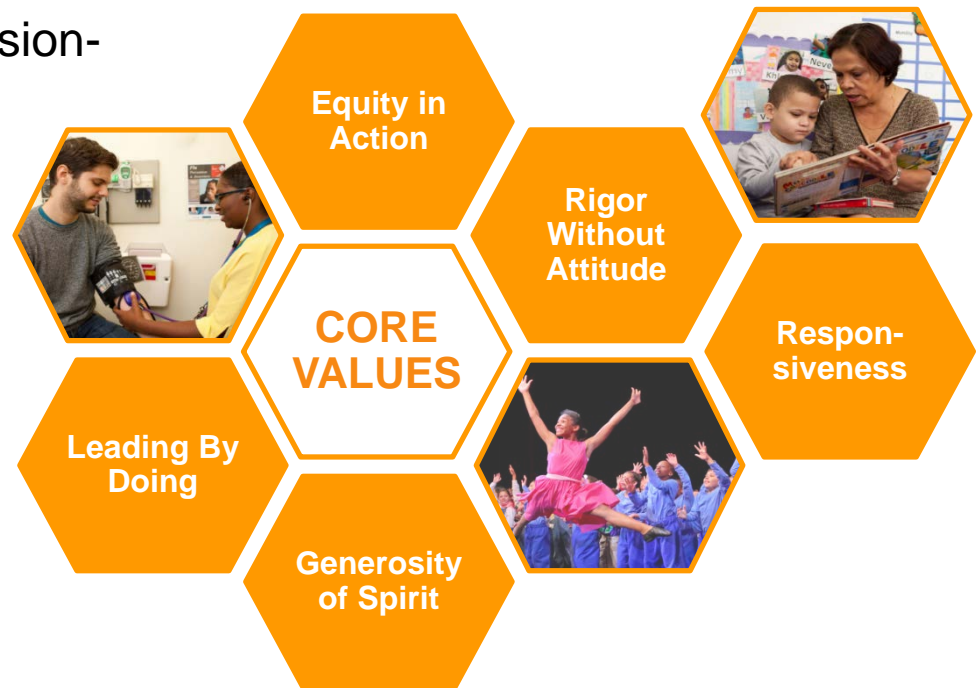 sion-
Equity in
Action
Rigor
Without
Attitude
CORE
VALUES
Respon-
siveness
Leading By
Doing
Generosity
of Spirit